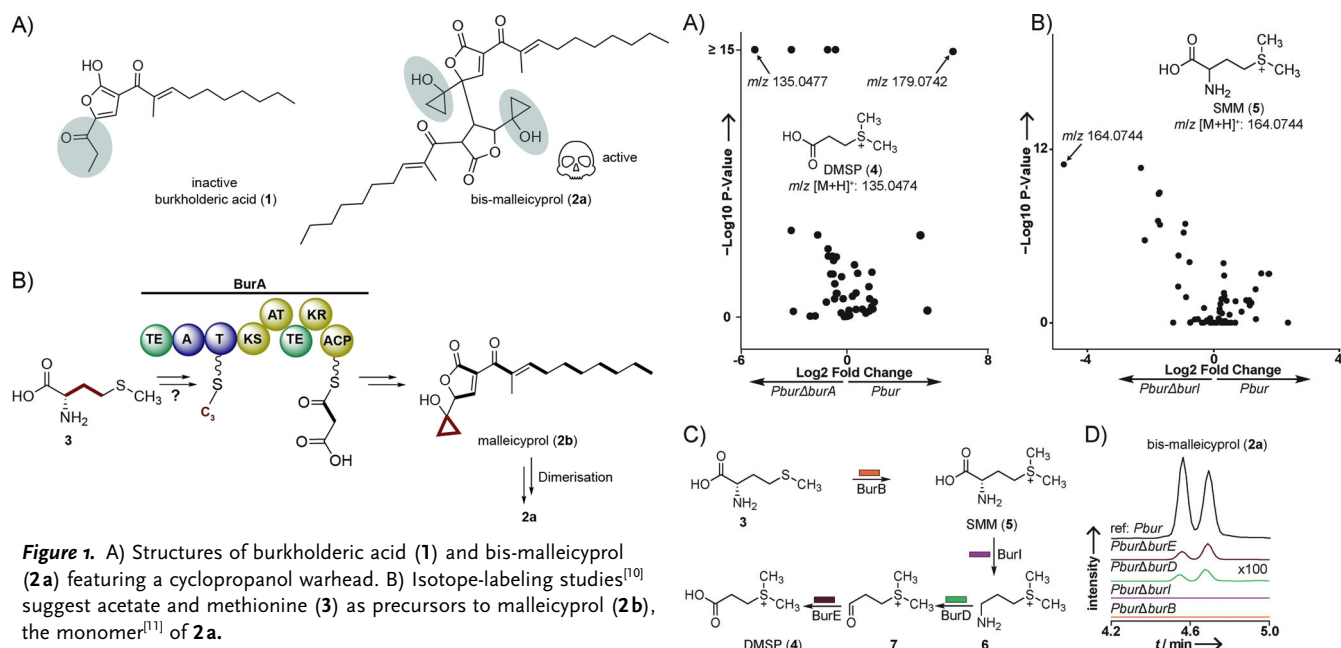 A)
HO
O
O
O
inactive
burkholderic acid (1)
O
O
O
HO
OH
O
O
O
active
bis-malleicyprol (2a)
B)
BurA
TE A T KS AT TE KR ACP
O
HO
S
CH₃
NH₂
3
?
S
C₃
S
O
O
OH
O
O
O
HO
malleicyprol (2b)
Dimerisation
2a
Figure 1. A) Structures of burkholderic acid (1) and bis-malleicyprol
(2a) featuring a cyclopropanol warhead. B) Isotope-labeling studies[10]
suggest acetate and methionine (3) as precursors to malleicyprol (2b),
the monomer[11] of 2a.
A)
−Log10 P-Value
≥ 15
0
m/z 135.0477
m/z 179.0742
O
HO
CH₃
S
+
CH₃
DMSP (4)
m/z [M+H]⁺: 135.0474
-6 0 8
Log2 Fold Change
PburΔburA Pbur
B)
−Log10 P-Value
12
0
m/z 164.0744
O
HO
NH₂
CH₃
S
+
CH₃
SMM (5)
m/z [M+H]⁺: 164.0744
-4 0 4
Log2 Fold Change
PburΔburI Pbur
C)
O
HO
S
CH₃
NH₂
3
BurB
O
HO
NH₂
CH₃
S
+
CH₃
SMM (5)
BurI
CH₃
S
+
CH₃
NH₂
6
BurD
O
CH₃
S
+
CH₃
7
BurE
O
HO
CH₃
S
+
CH₃
DMSP (4)
D)
bis-malleicyprol (2a)
intensity
ref: Pbur
PburΔburE
PburΔburD x100
PburΔburI
PburΔburB
4.2 4.6 5.0
t / min